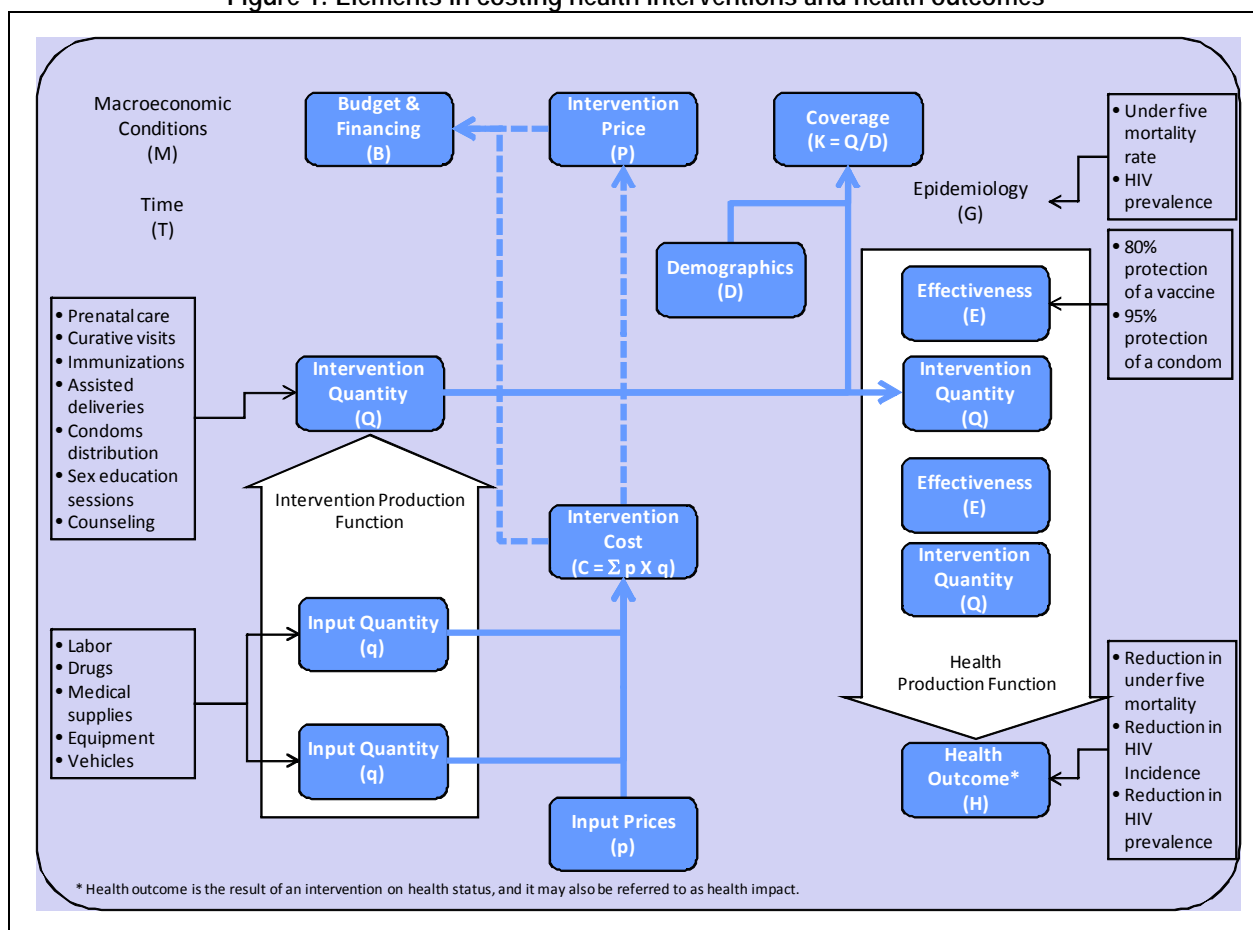 Figure 1: Elements in costing health interventions and health outcomes
Macroeconomic
Conditions
(M)
Time
(T)
Budget &
Financing
(B)
Intervention
Price
(P)
Coverage
(K = Q/D)
Epidemiology
(G)
• Under five
mortality
rate
• HIV
prevalence
Demographics
(D)
Effectiveness
(E)
• 80%
protection
of a vaccine
• 95%
protection
of a condom
• Prenatal care
• Curative visits
• Immunizations
• Assisted
deliveries
• Condoms
distribution
• Sex education
sessions
• Counseling
Intervention
Quantity
(Q)
Intervention
Quantity
(Q)
Intervention Production
Function
Intervention
Cost
(C = Σ p X q)
Effectiveness
(E)
Intervention
Quantity
(Q)
• Labor
• Drugs
• Medical
supplies
• Equipment
• Vehicles
Input Quantity
(q)
Input Quantity
(q)
Input Prices
(p)
Health
Production Function
Health
Outcome*
(H)
• Reduction in
under five
mortality
• Reduction in
HIV
Incidence
• Reduction in
HIV
prevalence
* Health outcome is the result of an intervention on health status, and it may also be referred to as health impact.